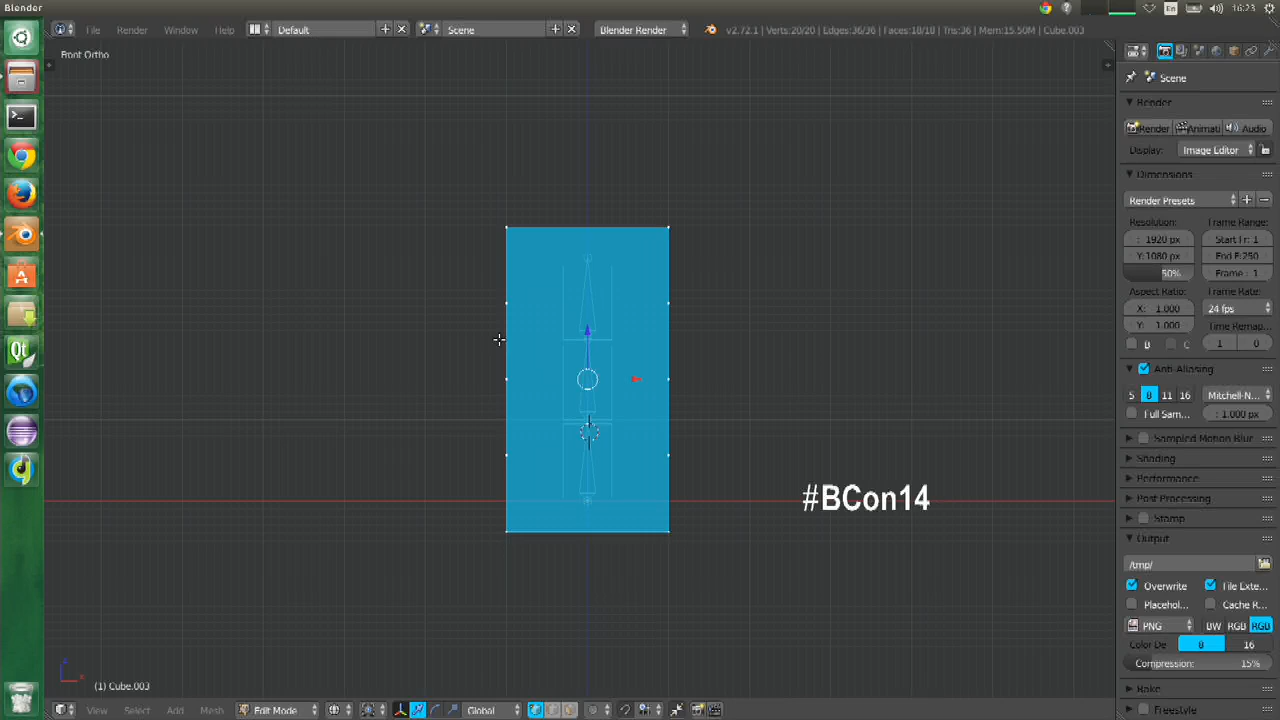 Blender
En
16:23
File
Render
Window
Help
Default
Scene
Blender Render
v2.72.1 | Verts:20/20 | Edges:36/36 | Faces:18/18 | Tris:36 | Mem:15.50M | Cube.003
Front Ortho
Scene
Render
Render
Animati
Audio
Display:
Image Editor
Dimensions
Render Presets
Resolution:
Frame Range:
: 1920 px
Start Fr: 1
Y:1080 px
End F:250
50%
Frame : 1
Aspect Ratio:
Frame Rate:
X: 1.000
24 fps
Y: 1.000
Time Remap...
B
C
1
0
Anti-Aliasing
5
8
11
16
Mitchell-N...
Full Sam...
: 1.000 px
Sampled Motion Blur
Shading
Performance
Post Processing
Stamp
Output
/tmp/
Overwrite
File Exte...
Placehol...
Cache R...
PNG
BW
RGB
RGB
Color De
8
16
Compression:
15%
Bake
Freestyle
#BCon14
z
x
(1) Cube.003
View
Select
Add
Mesh
Edit Mode
Global